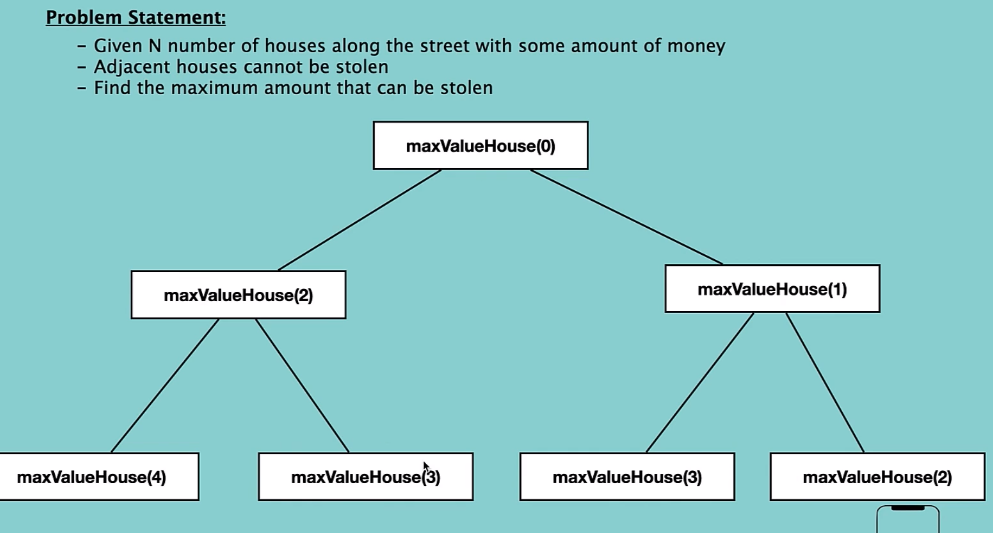 Problem Statement:
– Given N number of houses along the street with some amount of money
– Adjacent houses cannot be stolen
– Find the maximum amount that can be stolen
maxValueHouse(0)
maxValueHouse(2)
maxValueHouse(1)
maxValueHouse(4)
maxValueHouse(3)
maxValueHouse(3)
maxValueHouse(2)